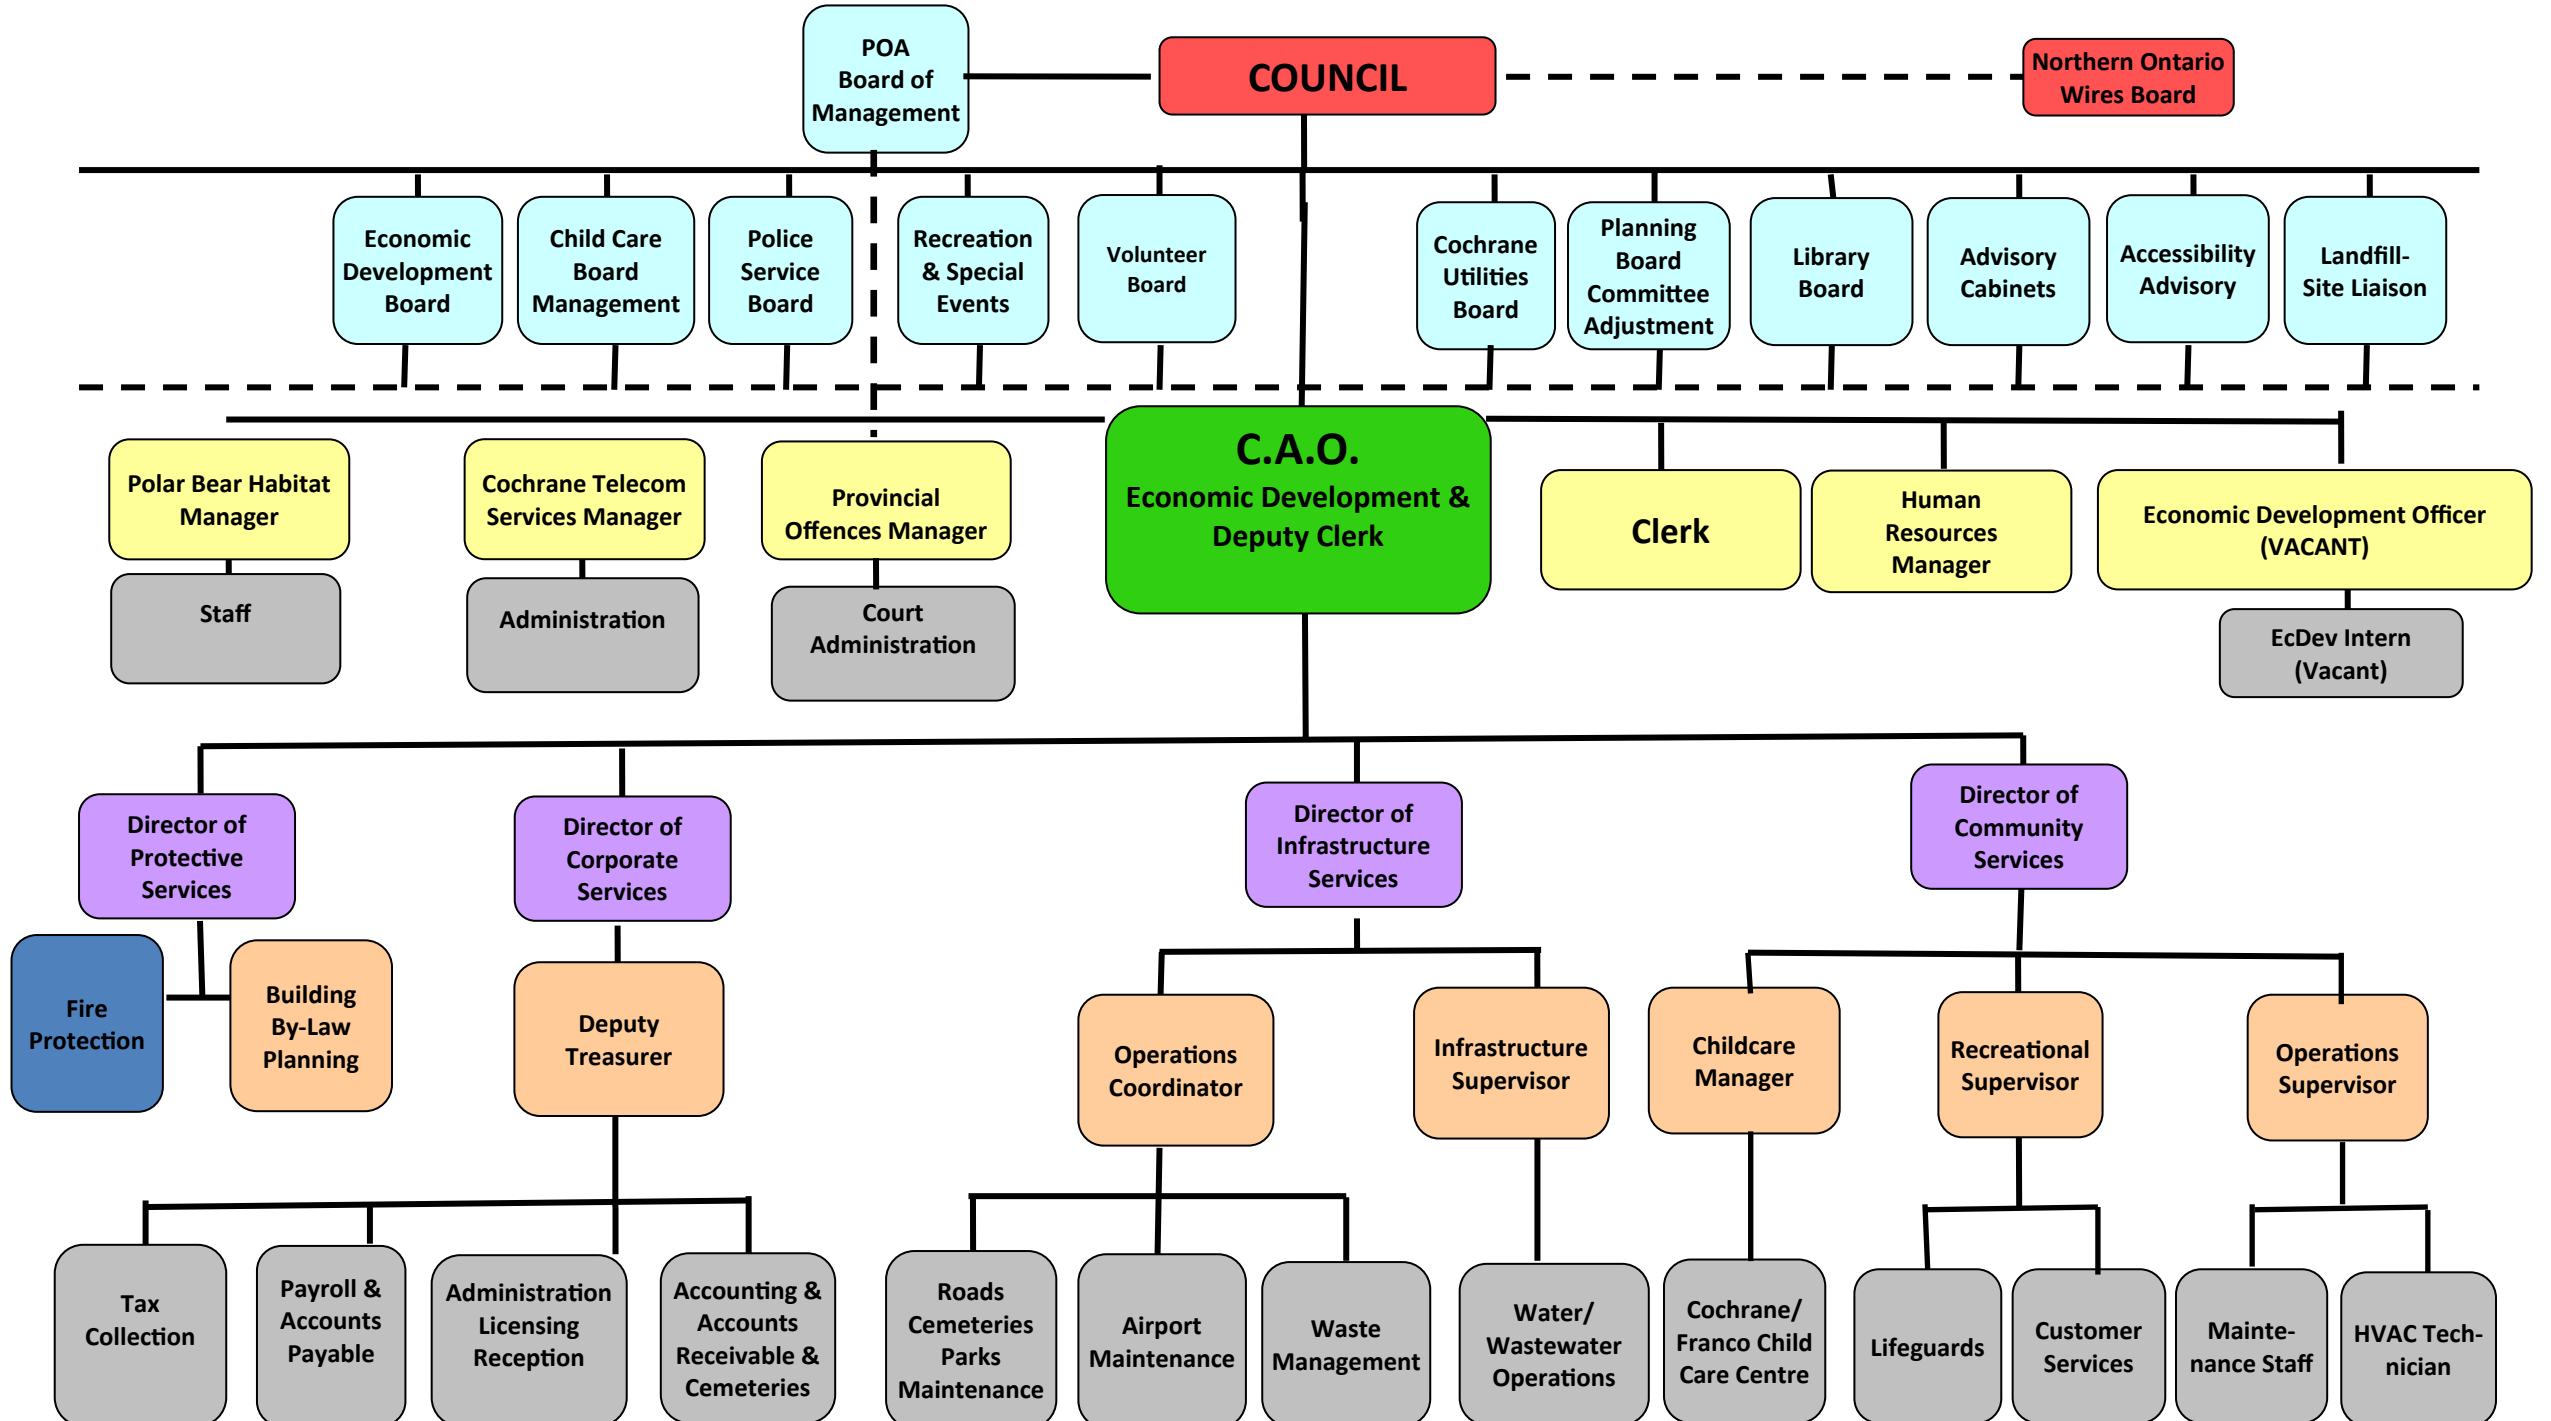 POA
Board of
Management
COUNCIL
Northern Ontario
Wires Board
Economic
Development
Board
Child Care
Board
Management
Police
Service
Board
Recreation
& Special
Events
Volunteer
Board
Cochrane
Utilities
Board
Planning
Board
Committee
Adjustment
Library
Board
Advisory
Cabinets
Accessibility
Advisory
Landfill-
Site Liaison
Polar Bear Habitat
Manager
Cochrane Telecom
Services Manager
Provincial
Offences Manager
C.A.O.
Economic Development &
Deputy Clerk
Clerk
Human
Resources
Manager
Economic Development Officer
(VACANT)
Staff
Administration
Court
Administration
EcDev Intern
(Vacant)
Director of
Protective
Services
Director of
Corporate
Services
Director of
Infrastructure
Services
Director of
Community
Services
Fire
Protection
Building
By-Law
Planning
Deputy
Treasurer
Operations
Coordinator
Infrastructure
Supervisor
Childcare
Manager
Recreational
Supervisor
Operations
Supervisor
Tax
Collection
Payroll &
Accounts
Payable
Administration
Licensing
Reception
Accounting &
Accounts
Receivable &
Cemeteries
Roads
Cemeteries
Parks
Maintenance
Airport
Maintenance
Waste
Management
Water/
Wastewater
Operations
Cochrane/
Franco Child
Care Centre
Lifeguards
Customer
Services
Mainte-
nance Staff
HVAC Tech-
nician